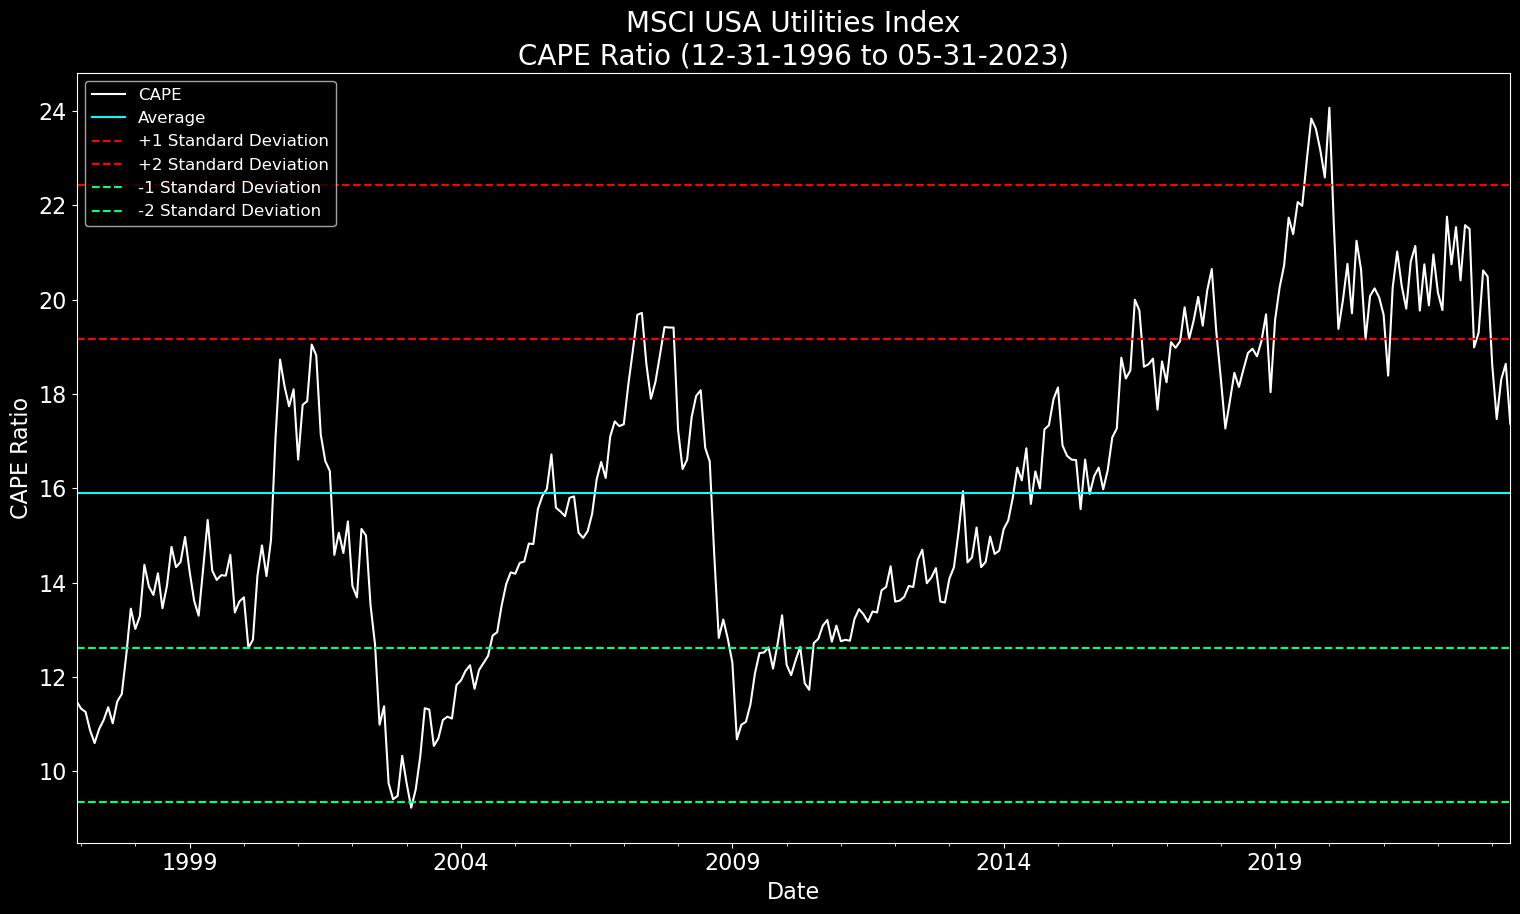 MSCI USA Utilities Index
CAPE Ratio (12-31-1996 to 05-31-2023)
CAPE
Average
+1 Standard Deviation
+2 Standard Deviation
-1 Standard Deviation
-2 Standard Deviation
24
22
20
18
16
14
12
10
CAPE Ratio
1999
2004
2009
2014
2019
Date